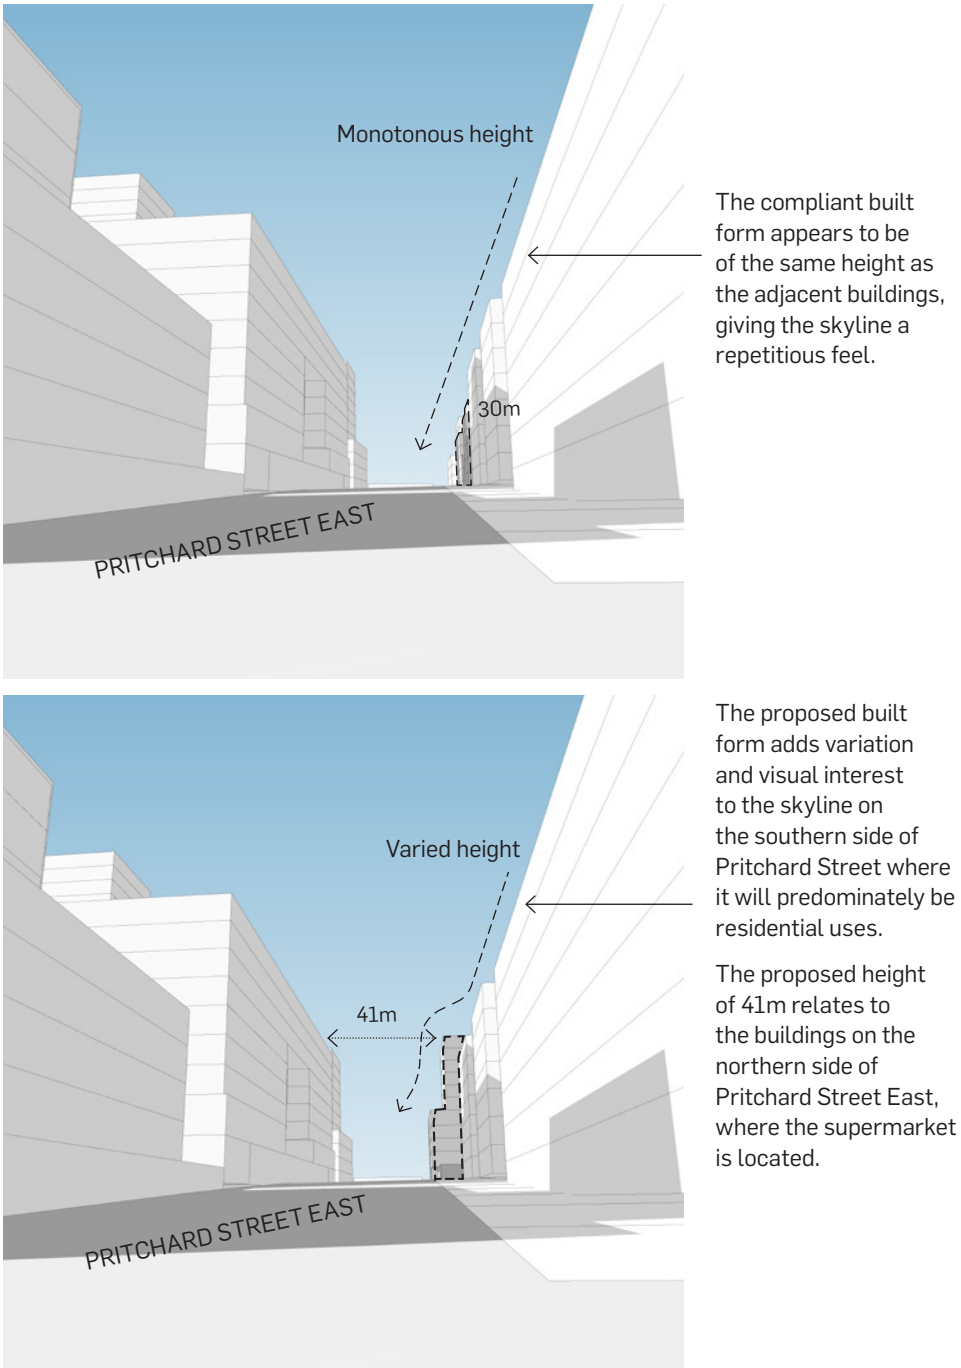 Monotonous height
The compliant built
form appears to be
of the same height as
the adjacent buildings,
giving the skyline a
repetitious feel.
30m
PRITCHARD STREET EAST
The proposed built
form adds variation
and visual interest
to the skyline on
the southern side of
Pritchard Street where
it will predominately be
residential uses.
Varied height
The proposed height
of 41m relates to
the buildings on the
northern side of
Pritchard Street East,
where the supermarket
is located.
41m
PRITCHARD STREET EAST